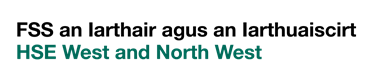 FSS an Iarthair agus an Iarthuaiscirt
HSE West and North West